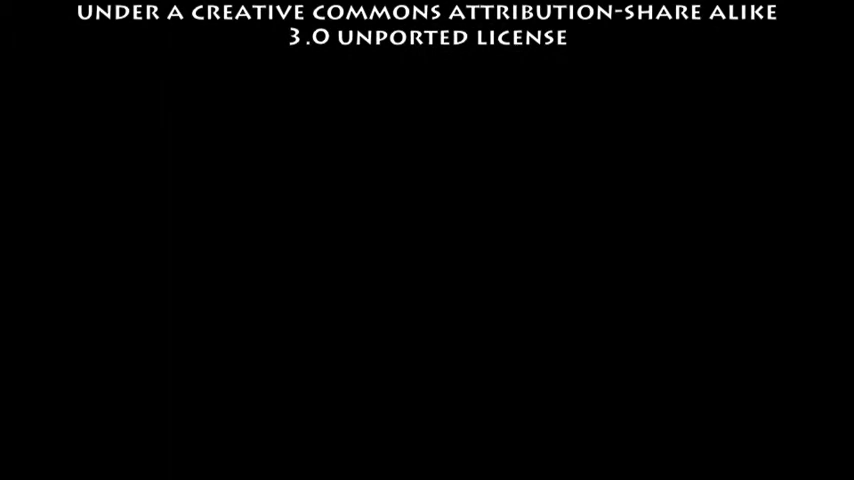 UNDER A CREATIVE COMMONS ATTRIBUTION-SHARE ALIKE
3.0 UNPORTED LICENSE